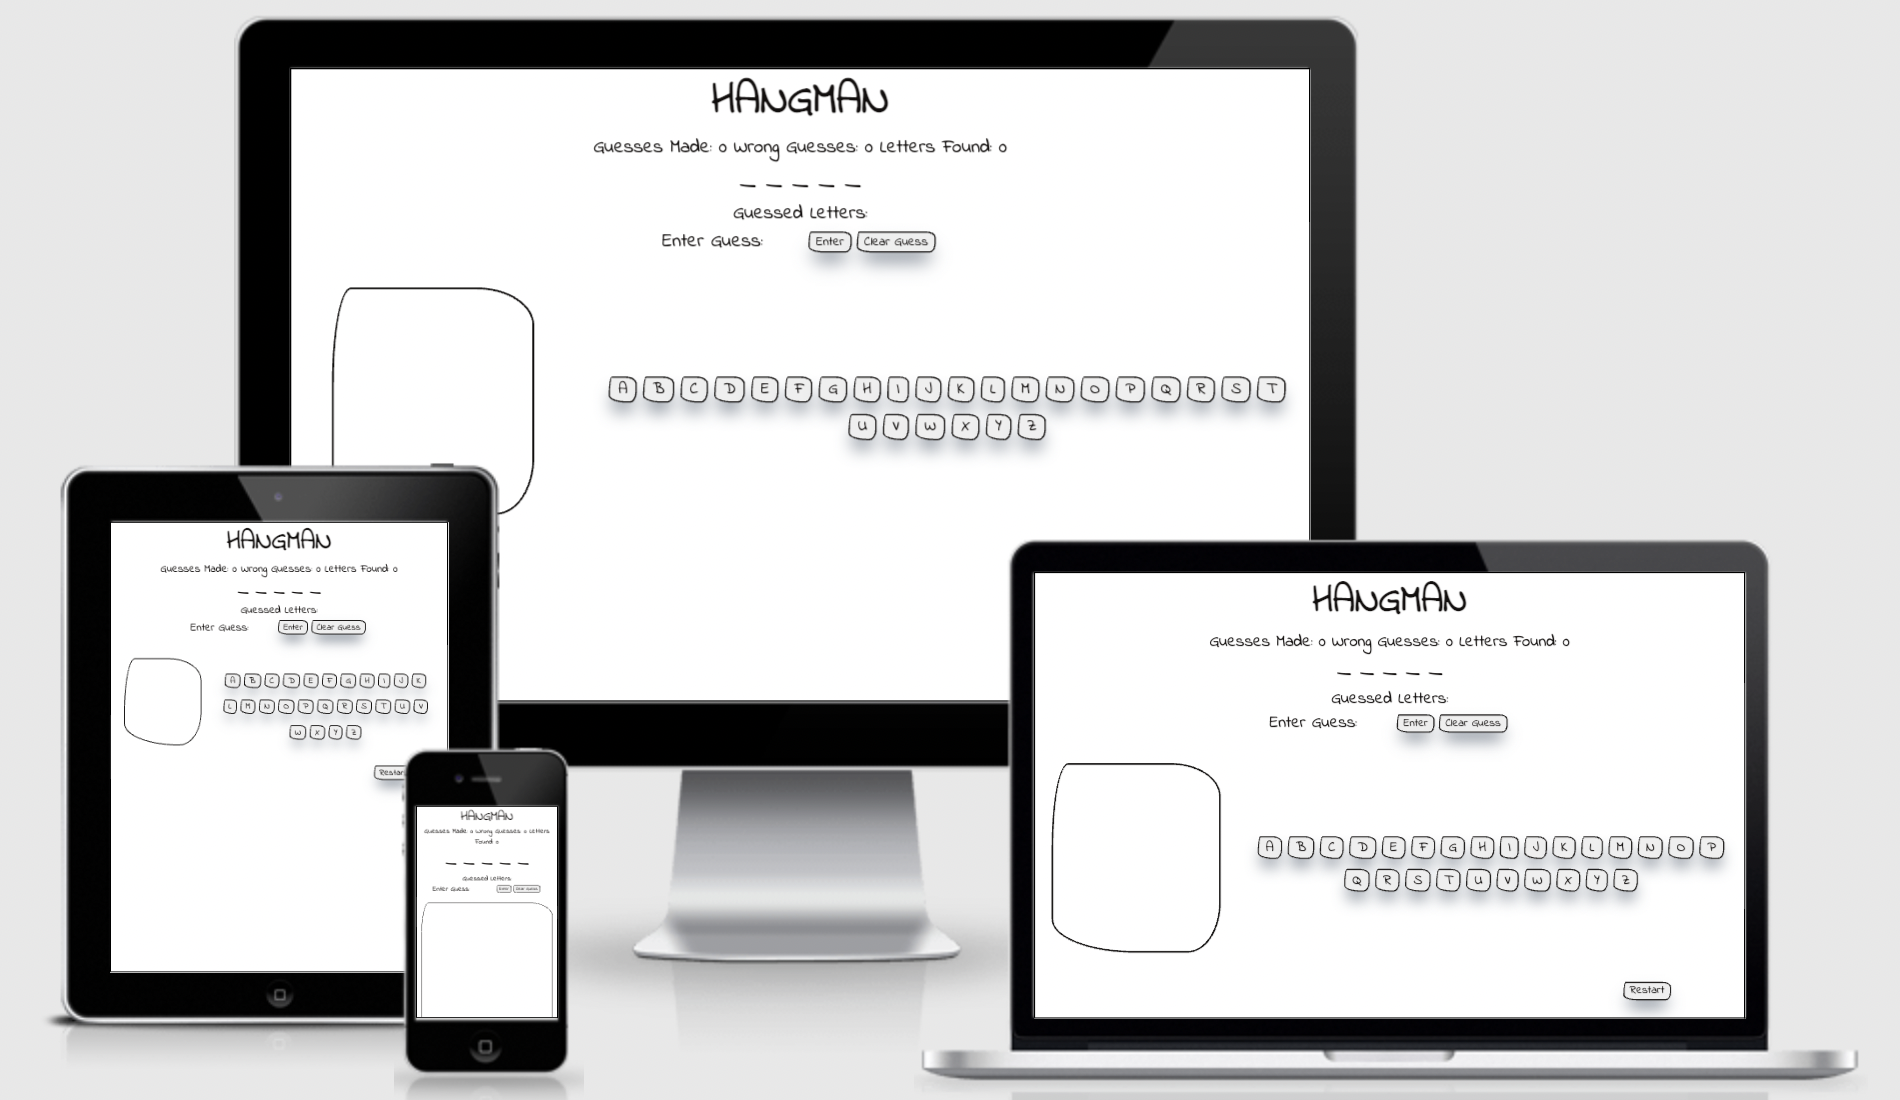 HANGMAN
Guesses Made: 0 Wrong Guesses: 0 Letters Found: 0
_ _ _ _ _
Guessed Letters:
Enter Guess: Enter Clear Guess
A B C D E F G H I J K L M N O P Q R S T
U V W X Y Z
HANGMAN
Guesses Made: 0 Wrong Guesses: 0 Letters Found: 0
_ _ _ _ _
Guessed Letters:
Enter Guess: Enter Clear Guess
A B C D E F G H I J K
L M N O P Q R S T U V
W X Y Z
HANGMAN
Guesses Made: 0 Wrong Guesses: 0 Letters
Found: 0
_ _ _ _ _
Guessed Letters:
Enter Guess: Enter Clear Guess
HANGMAN
Guesses Made: 0 Wrong Guesses: 0 Letters Found: 0
_ _ _ _ _
Guessed Letters:
Enter Guess: Enter Clear Guess
A B C D E F G H I J K L M N O P
Q R S T U V W X Y Z
Restart